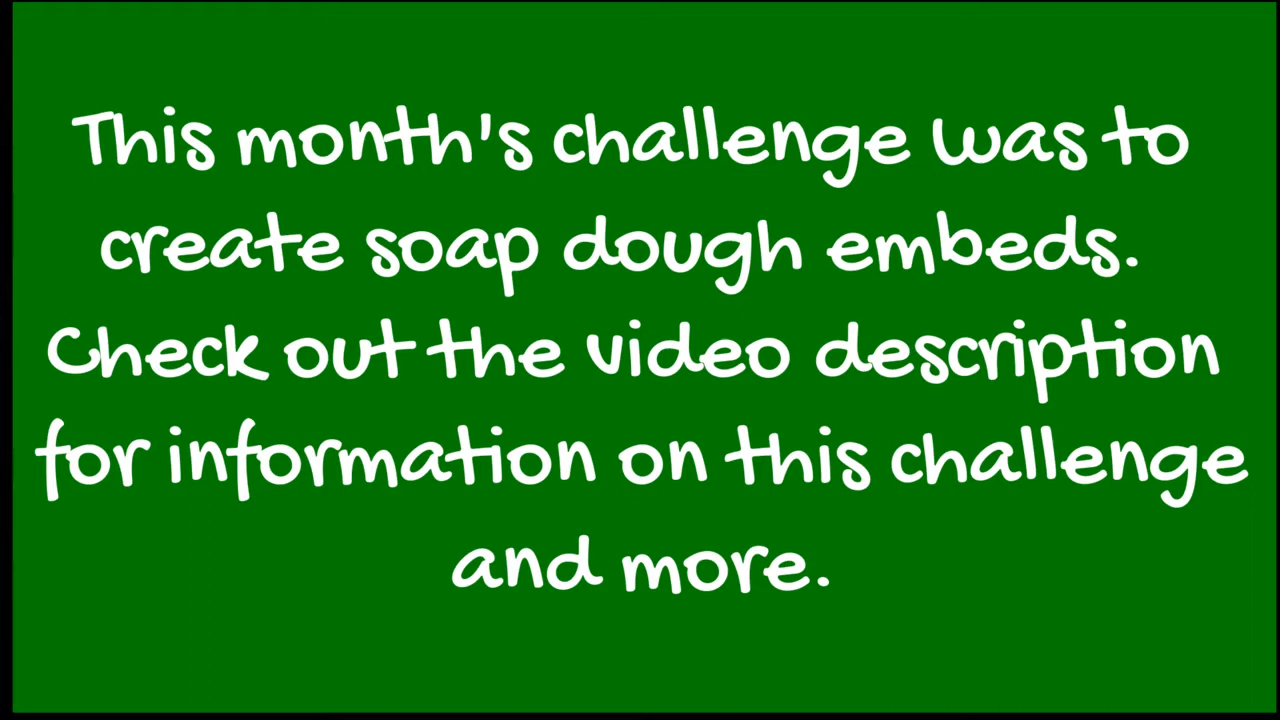 This month's challenge was to
create soap dough embeds.
Check out the video description
for information on this challenge
and more.